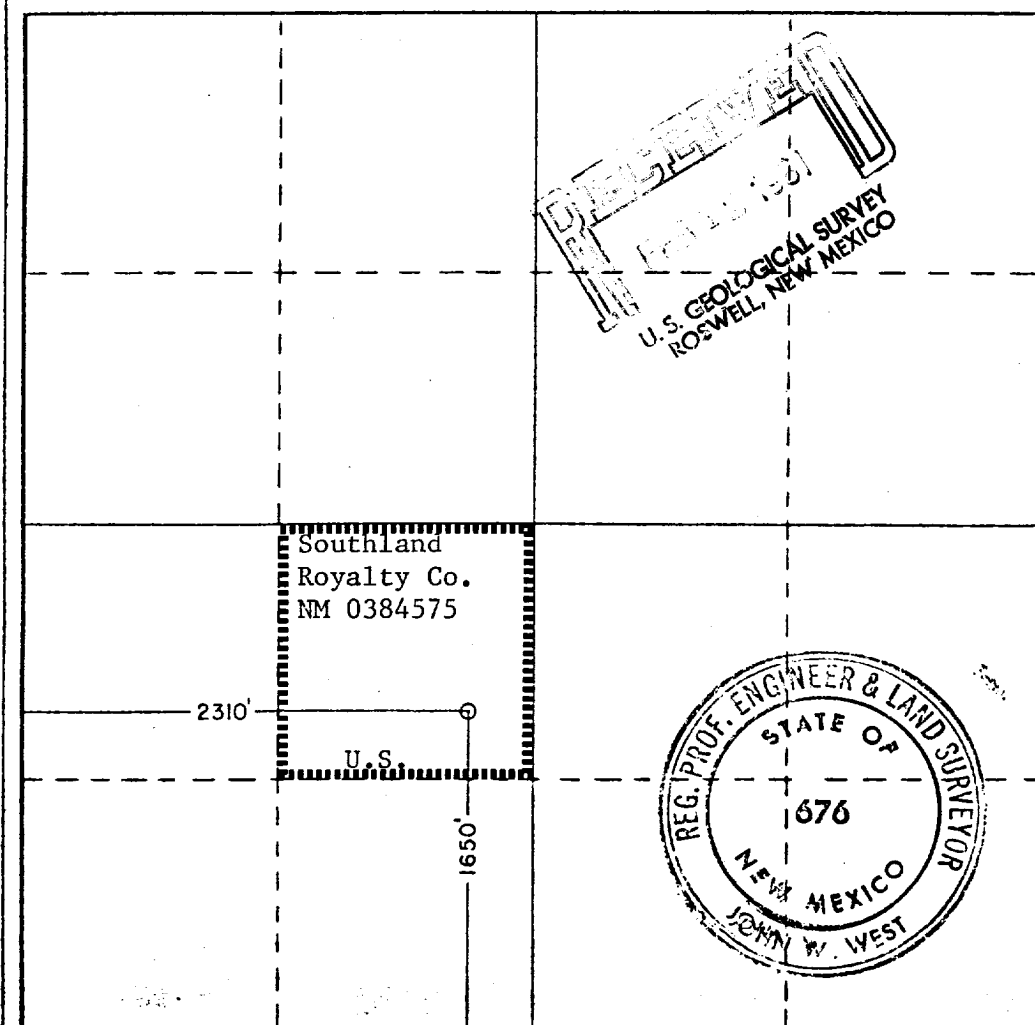 RECEIVED
U.S. GEOLOGICAL SURVEY
ROSWELL, NEW MEXICO
Southland
Royalty Co.
NM 0384575
2310'
U.S.
1650'
REG. PROF. ENGINEER & LAND SURVEYOR
STATE OF
676
NEW MEXICO
JOHN W. WEST